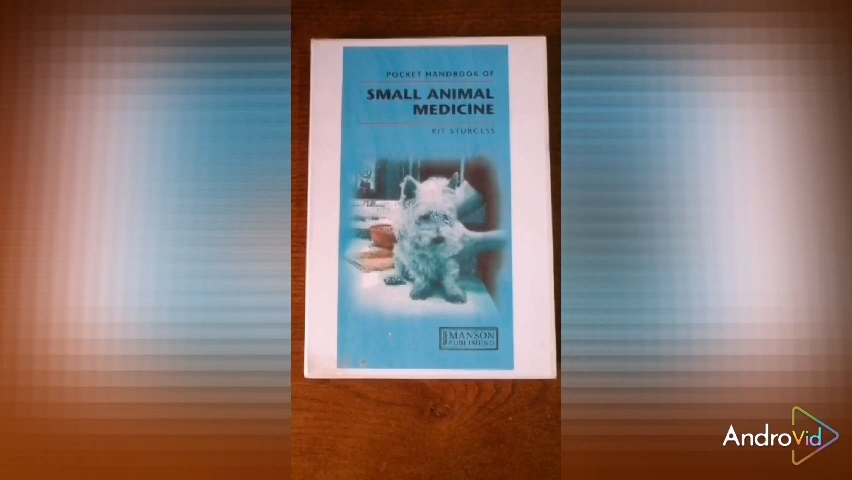 POCKET HANDBOOK OF
SMALL ANIMAL
MEDICINE
KIT STURGESS
MANSON
PUBLISHING
AndroVid